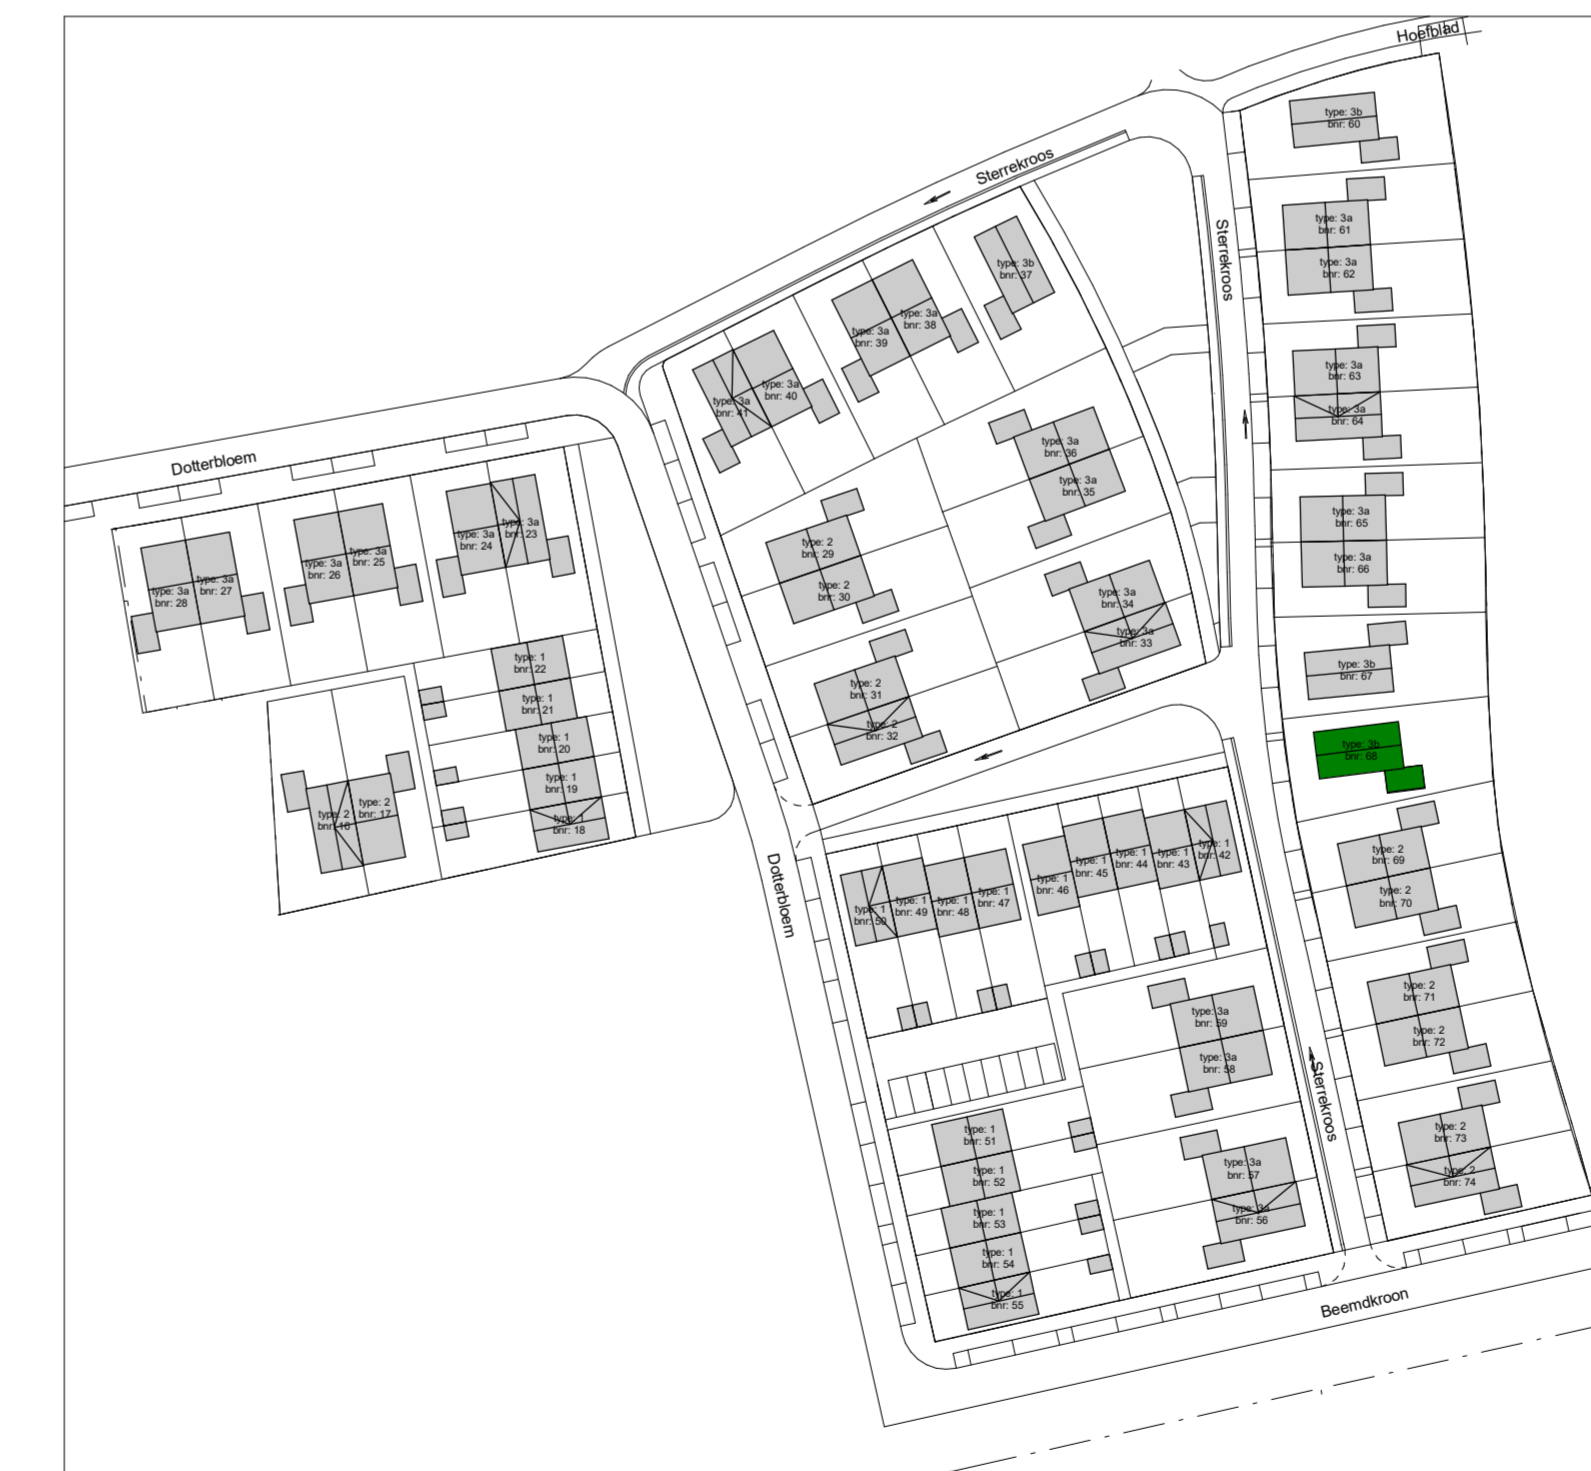 Hoefblad
type: 3b
bnr: 60
Sterrekroos
type: 3a
bnr: 61
type: 3a
bnr: 62
Sterrekroos
type: 3b
bnr: 37
type: 3a
bnr: 38
type: 3a
bnr: 39
type: 3a
bnr: 40
type: 3a
bnr: 41
type: 3a
bnr: 63
type: 3a
bnr: 64
type: 3a
bnr: 36
type: 3a
bnr: 35
Dotterbloem
type: 3a
bnr: 23
type: 3a
bnr: 24
type: 3a
bnr: 25
type: 3a
bnr: 26
type: 3a
bnr: 27
type: 3a
bnr: 28
type: 2
bnr: 29
type: 2
bnr: 30
type: 3a
bnr: 65
type: 3a
bnr: 66
type: 3a
bnr: 34
type: 3a
bnr: 33
type: 1
bnr: 22
type: 1
bnr: 21
type: 1
bnr: 20
type: 1
bnr: 19
type: 1
bnr: 18
type: 2
bnr: 17
type: 2
bnr: 16
type: 2
bnr: 31
type: 2
bnr: 32
type: 3b
bnr: 67
type: 3b
bnr: 68
type: 2
bnr: 69
type: 2
bnr: 70
Dotterbloem
type: 1
bnr: 50
type: 1
bnr: 49
type: 1
bnr: 48
type: 1
bnr: 47
type: 1
bnr: 46
type: 1
bnr: 45
type: 1
bnr: 44
type: 1
bnr: 43
type: 1
bnr: 42
type: 2
bnr: 71
type: 2
bnr: 72
type: 3a
bnr: 59
type: 3a
bnr: 58
Sterrekroos
type: 2
bnr: 73
type: 2
bnr: 74
type: 1
bnr: 51
type: 1
bnr: 52
type: 1
bnr: 53
type: 1
bnr: 54
type: 1
bnr: 55
type: 3a
bnr: 57
type: 3a
bnr: 56
Beemdkroon